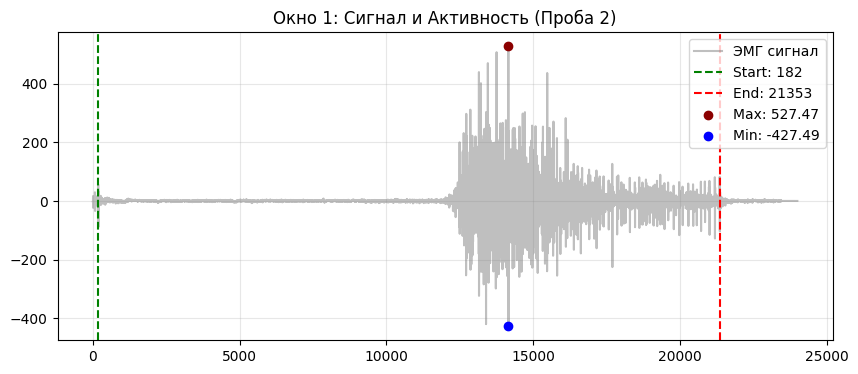 Окно 1: Сигнал и Активность (Проба 2)
400
200
0
−200
−400
0
5000
10000
15000
20000
25000
ЭМГ сигнал
Start: 182
End: 21353
Max: 527.47
Min: -427.49